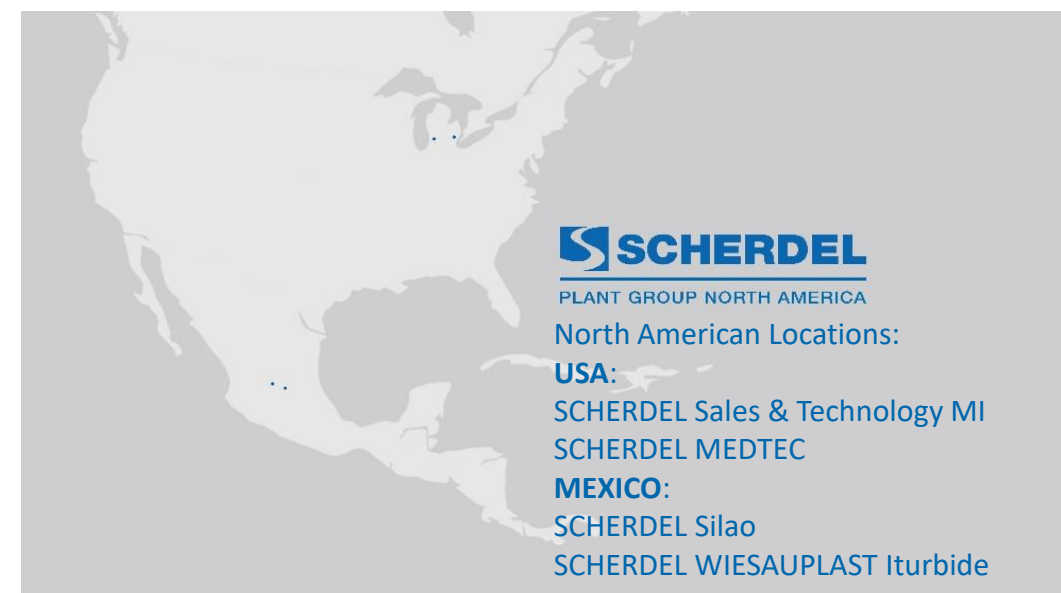 SCHERDEL
PLANT GROUP NORTH AMERICA
North American Locations:
USA:
SCHERDEL Sales & Technology MI
SCHERDEL MEDTEC
MEXICO:
SCHERDEL Silao
SCHERDEL WIESAUPLAST Iturbide